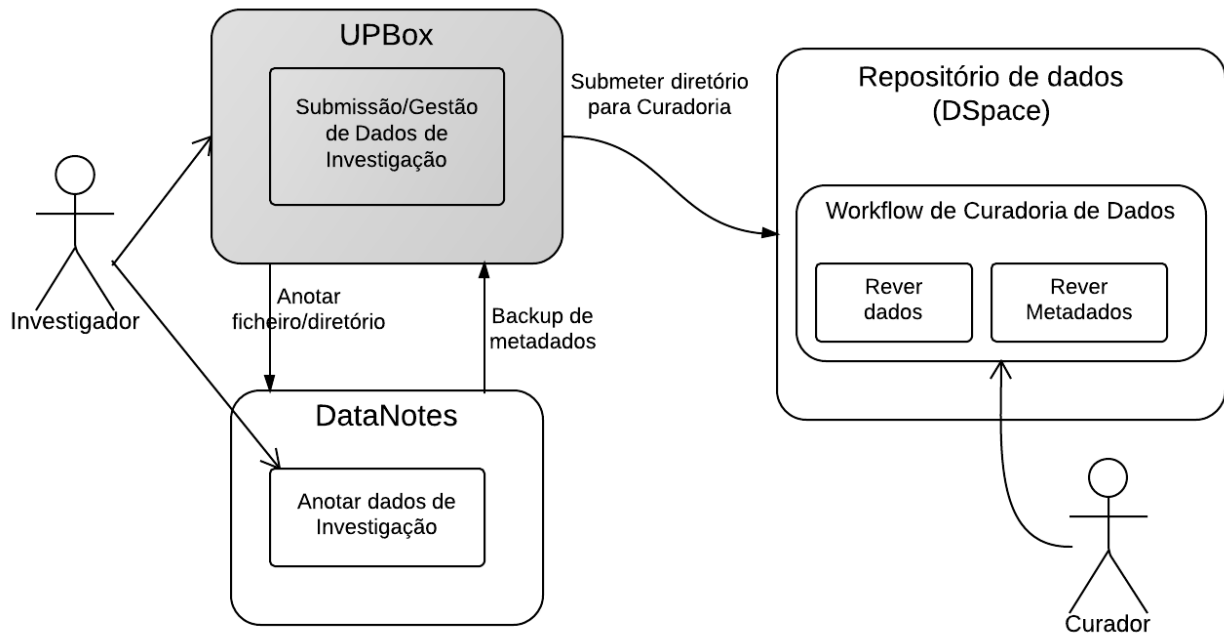 UPBox
Submissão/Gestão
de Dados de
Investigação
Submeter diretório
para Curadoria
Repositório de dados
(DSpace)
Workflow de Curadoria de Dados
Rever
dados
Rever
Metadados
Investigador
Anotar
ficheiro/diretório
Backup de
metadados
DataNotes
Anotar dados de
Investigação
Curador